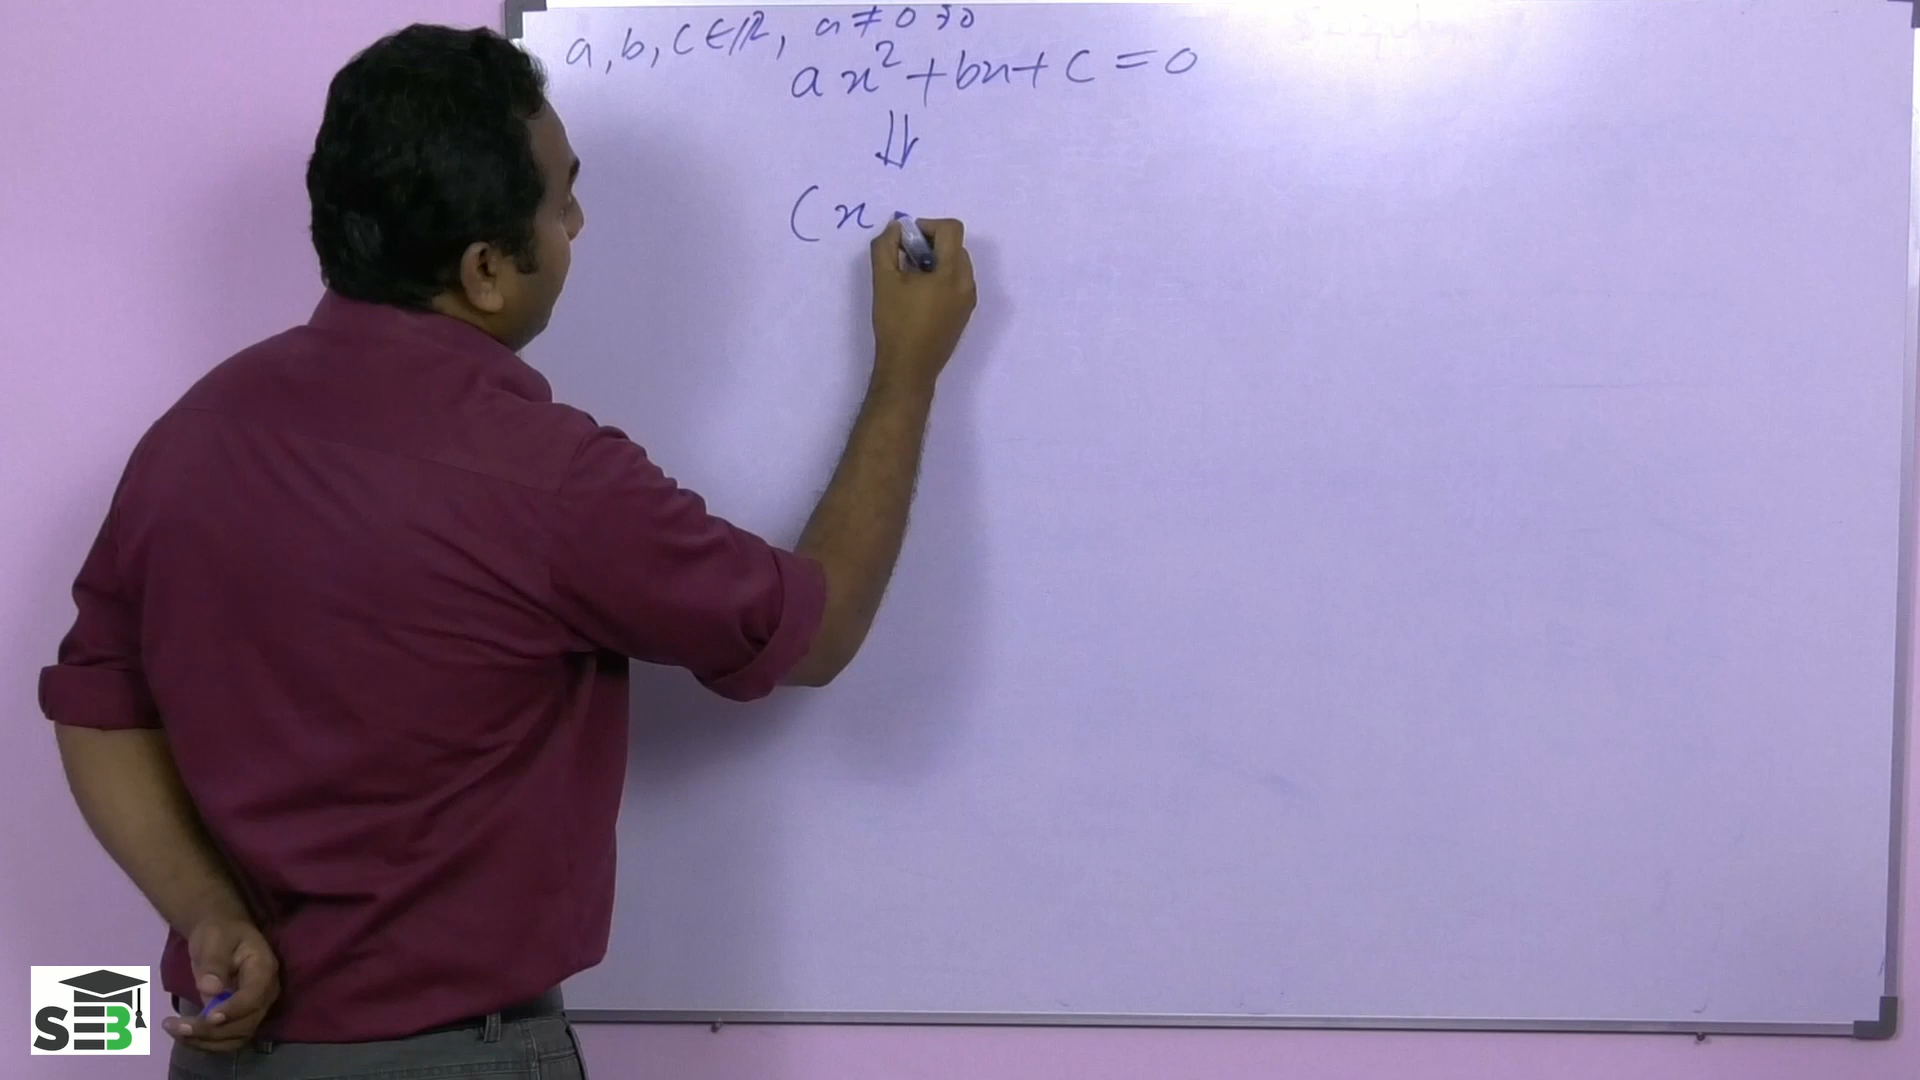 a, b, c ∈ ℝ, a ≠ 0
ax² + bx + c = 0
⇓
(x
SEB